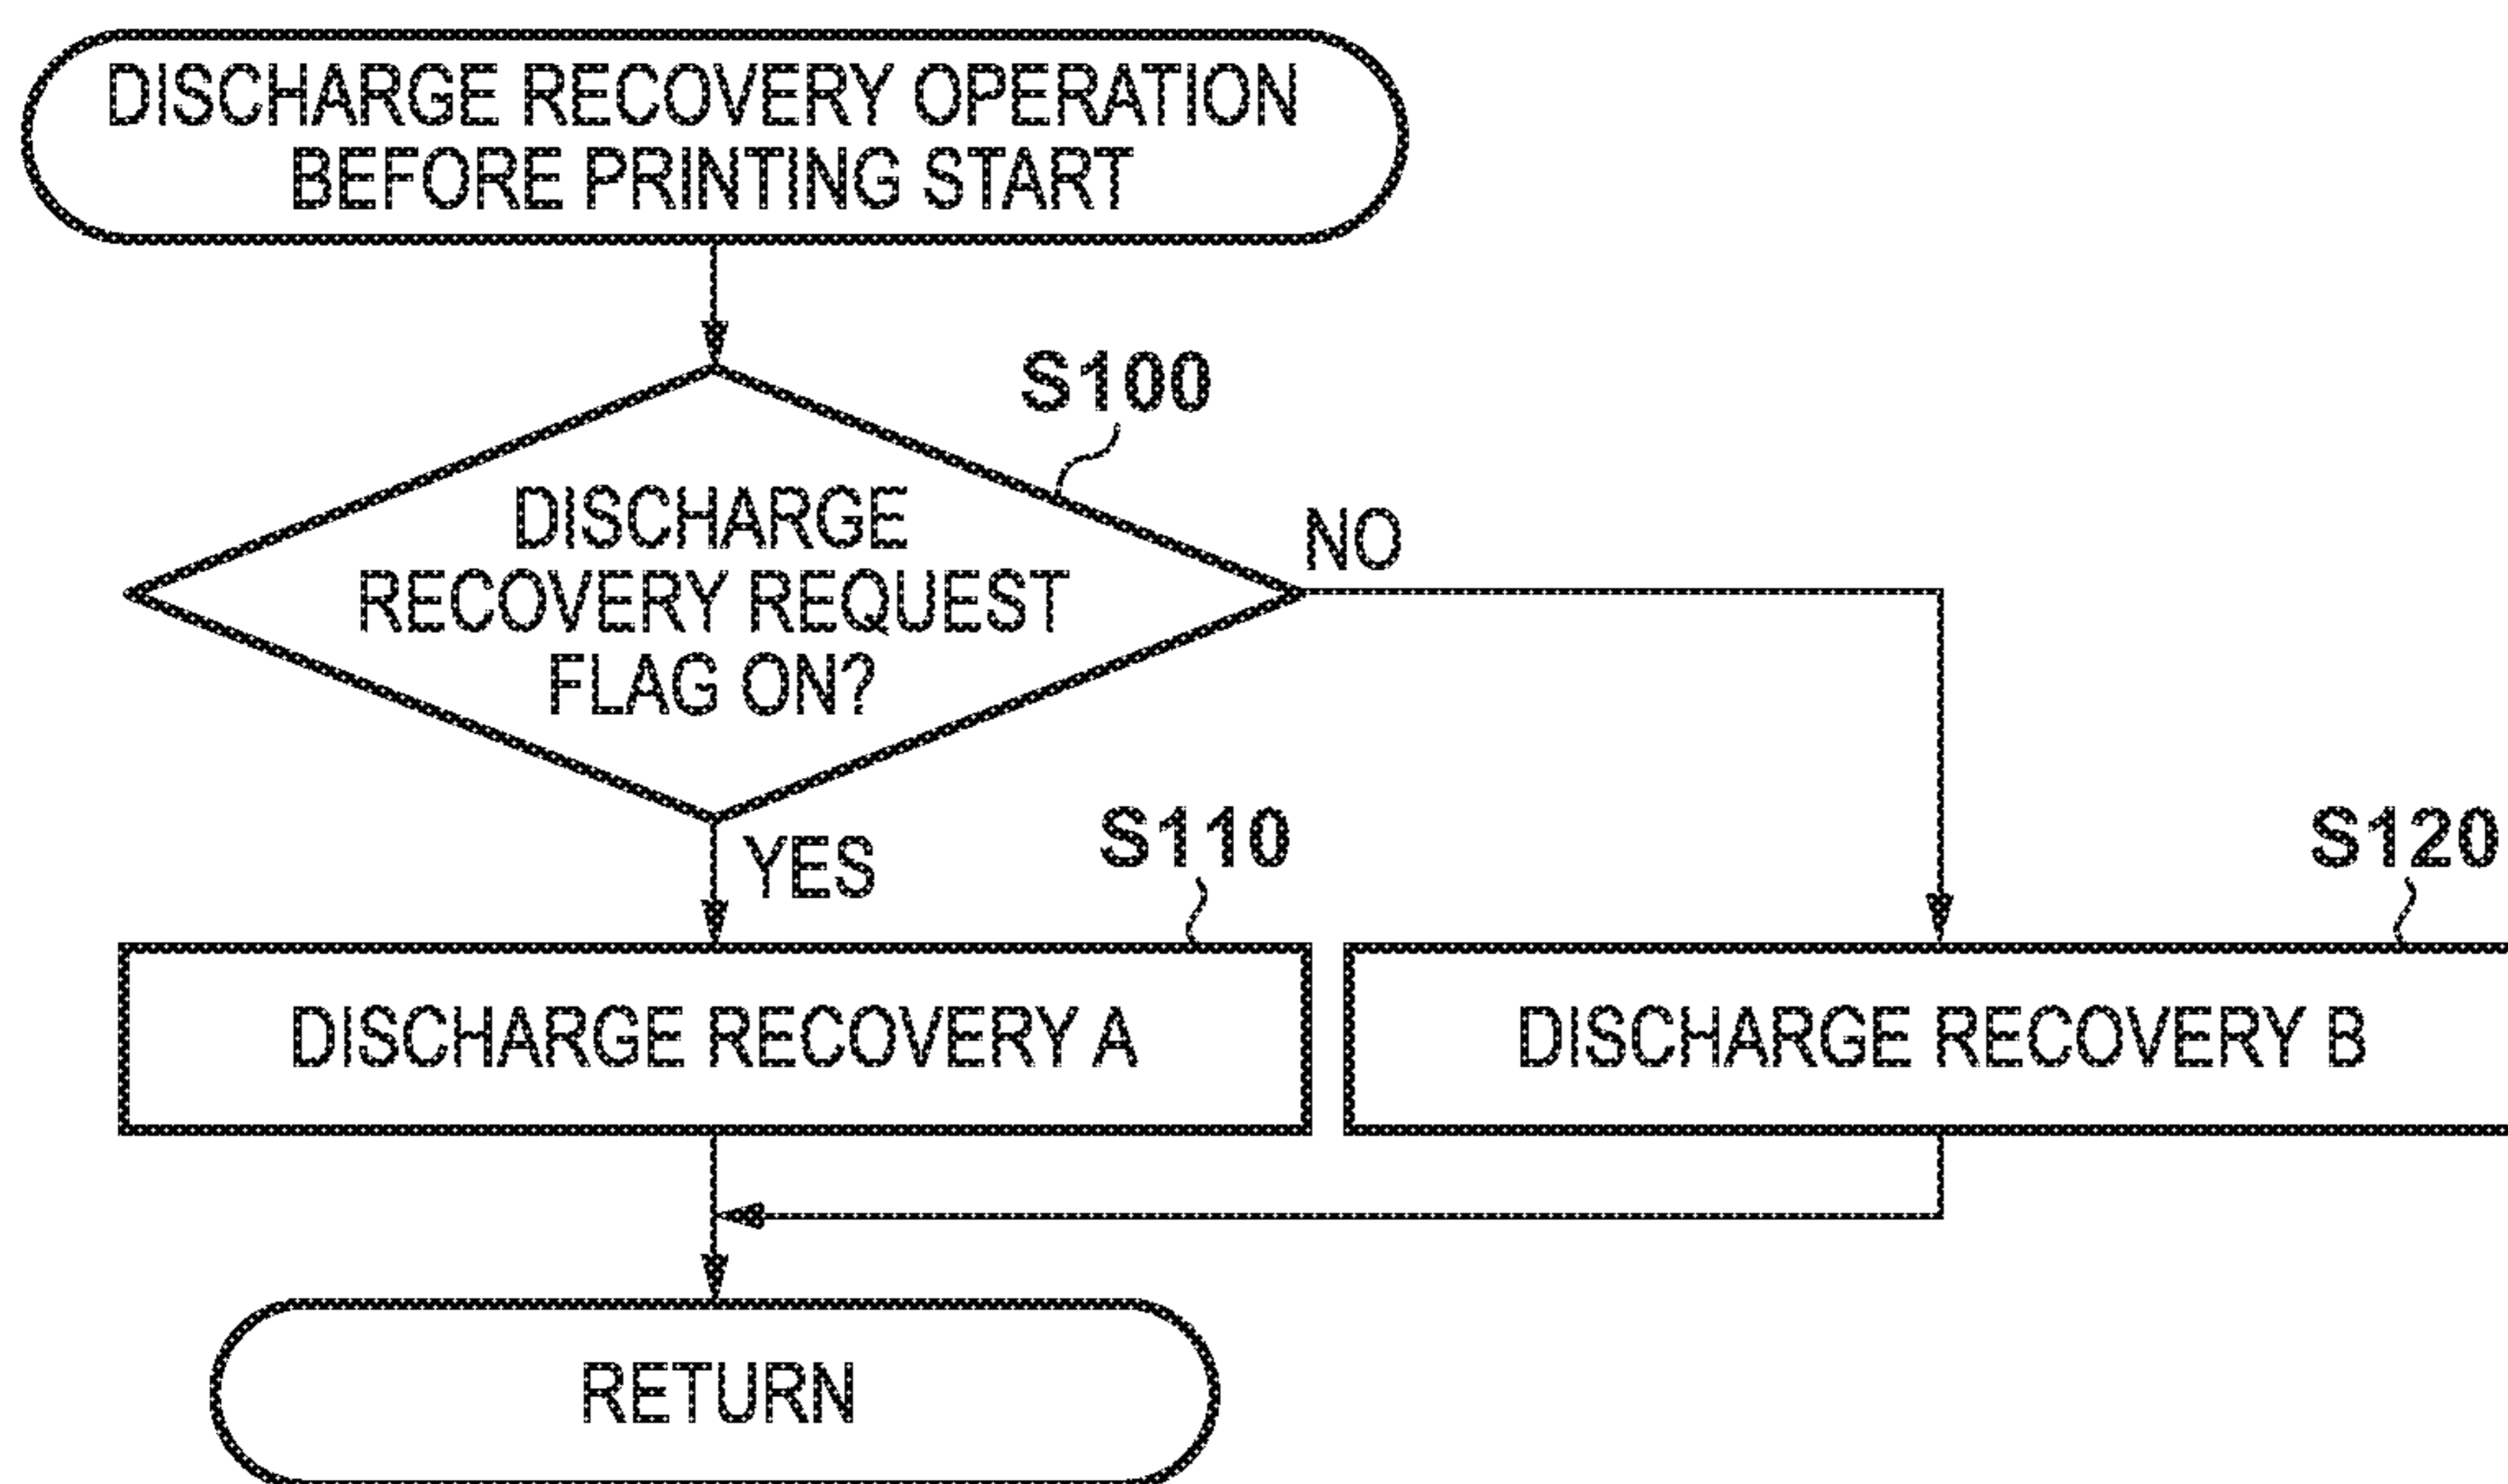 DISCHARGE RECOVERY OPERATION
BEFORE PRINTING START
S100
DISCHARGE
RECOVERY REQUEST
FLAG ON?
NO
YES
S110
S120
DISCHARGE RECOVERY A
DISCHARGE RECOVERY B
RETURN